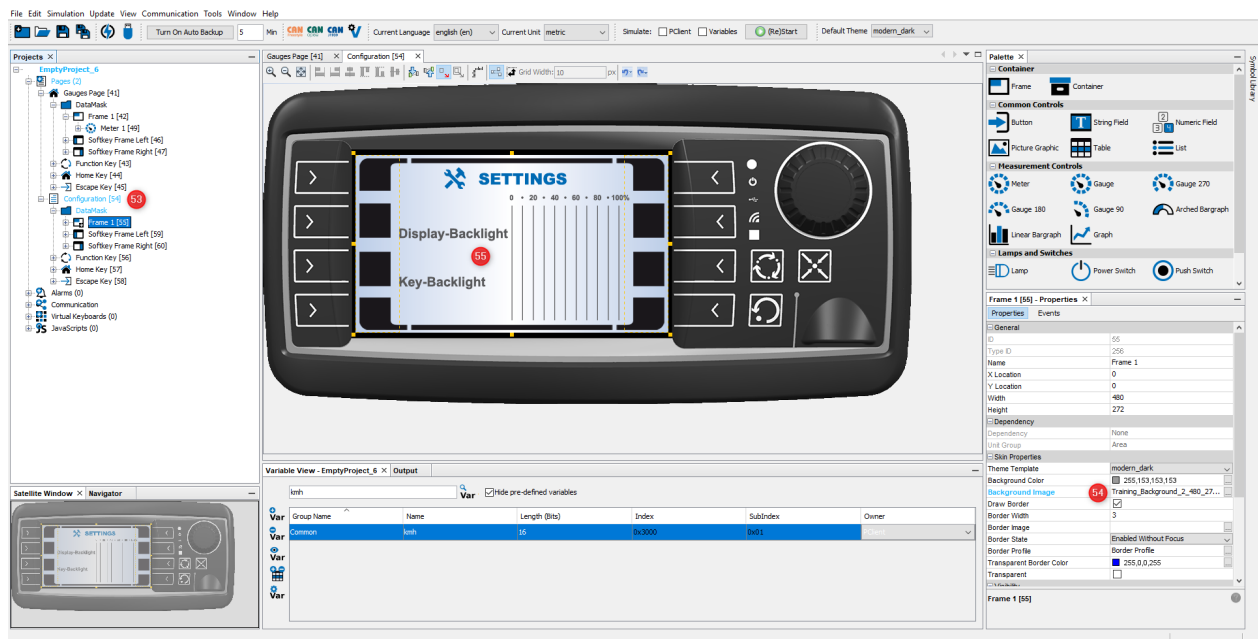 File Edit Simulation Update View Communication Tools Window Help
Turn On Auto Backup 5 Min CAN CAN CAN Current Language english (en) Current Unit metric Simulate: PClient Variables (Re)Start Default Theme modern_dark
Projects
EmptyProject_6
Pages (2)
Gauges Page [41]
DataMask
Frame 1 [42]
Meter 1 [49]
Softkey Frame Left [46]
Softkey Frame Right [47]
Function Key [43]
Home Key [44]
Escape Key [45]
Configuration [54] 53
DataMask
Frame 1 [55]
Softkey Frame Left [59]
Softkey Frame Right [60]
Function Key [56]
Home Key [57]
Escape Key [58]
Alarms (0)
Communication
Virtual Keyboards (0)
JavaScripts (0)
Satellite Window Navigator
SETTINGS
Display-Backlight
Key-Backlight
Gauges Page [41] Configuration [54]
Grid Width: 10 px
SETTINGS
0 20 40 60 80 100%
Display-Backlight
55
Key-Backlight
Variable View - EmptyProject_6 Output
kmh Var Hide pre-defined variables
Var Group Name Name Length (Bits) Index SubIndex Owner
Var Common kmh 16 0x3000 0x01 PClient
Var
Var
Palette
Container
Frame Container
Common Controls
Button String Field Numeric Field
Picture Graphic Table List
Measurement Controls
Meter Gauge Gauge 270
Gauge 180 Gauge 90 Arched Bargraph
Linear Bargraph Graph
Lamps and Switches
Lamp Power Switch Push Switch
Symbol Library
Frame 1 [55] - Properties
Properties Events
General
ID 55
Type ID 256
Name Frame 1
X Location 0
Y Location 0
Width 480
Height 272
Dependency
Dependency None
Unit Group Area
Skin Properties
Theme Template modern_dark
Background Color 255,153,153,153
Background Image 54 Training_Background_2_480_27...
Draw Border
Border Width 3
Border Image
Border State Enabled Without Focus
Border Profile Border Profile
Transparent Border Color 255,0,0,255
Transparent
Visibility
Frame 1 [55]